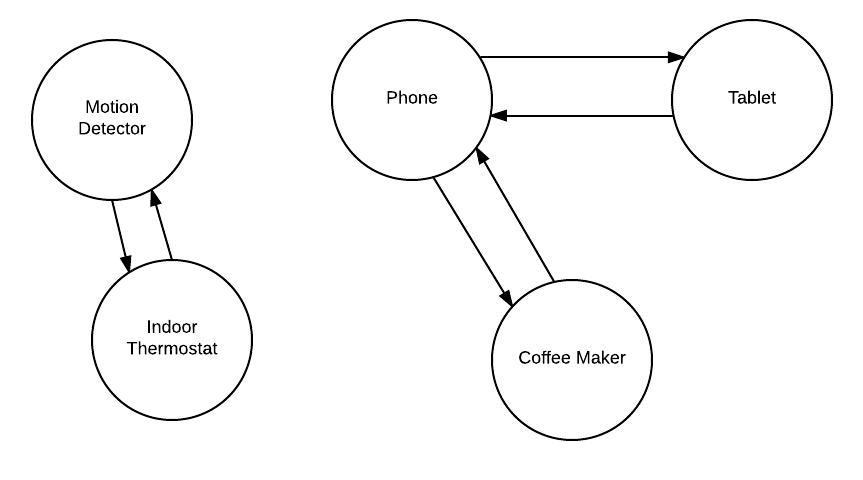 Motion
Detector
Phone
Tablet
Indoor
Thermostat
Coffee Maker